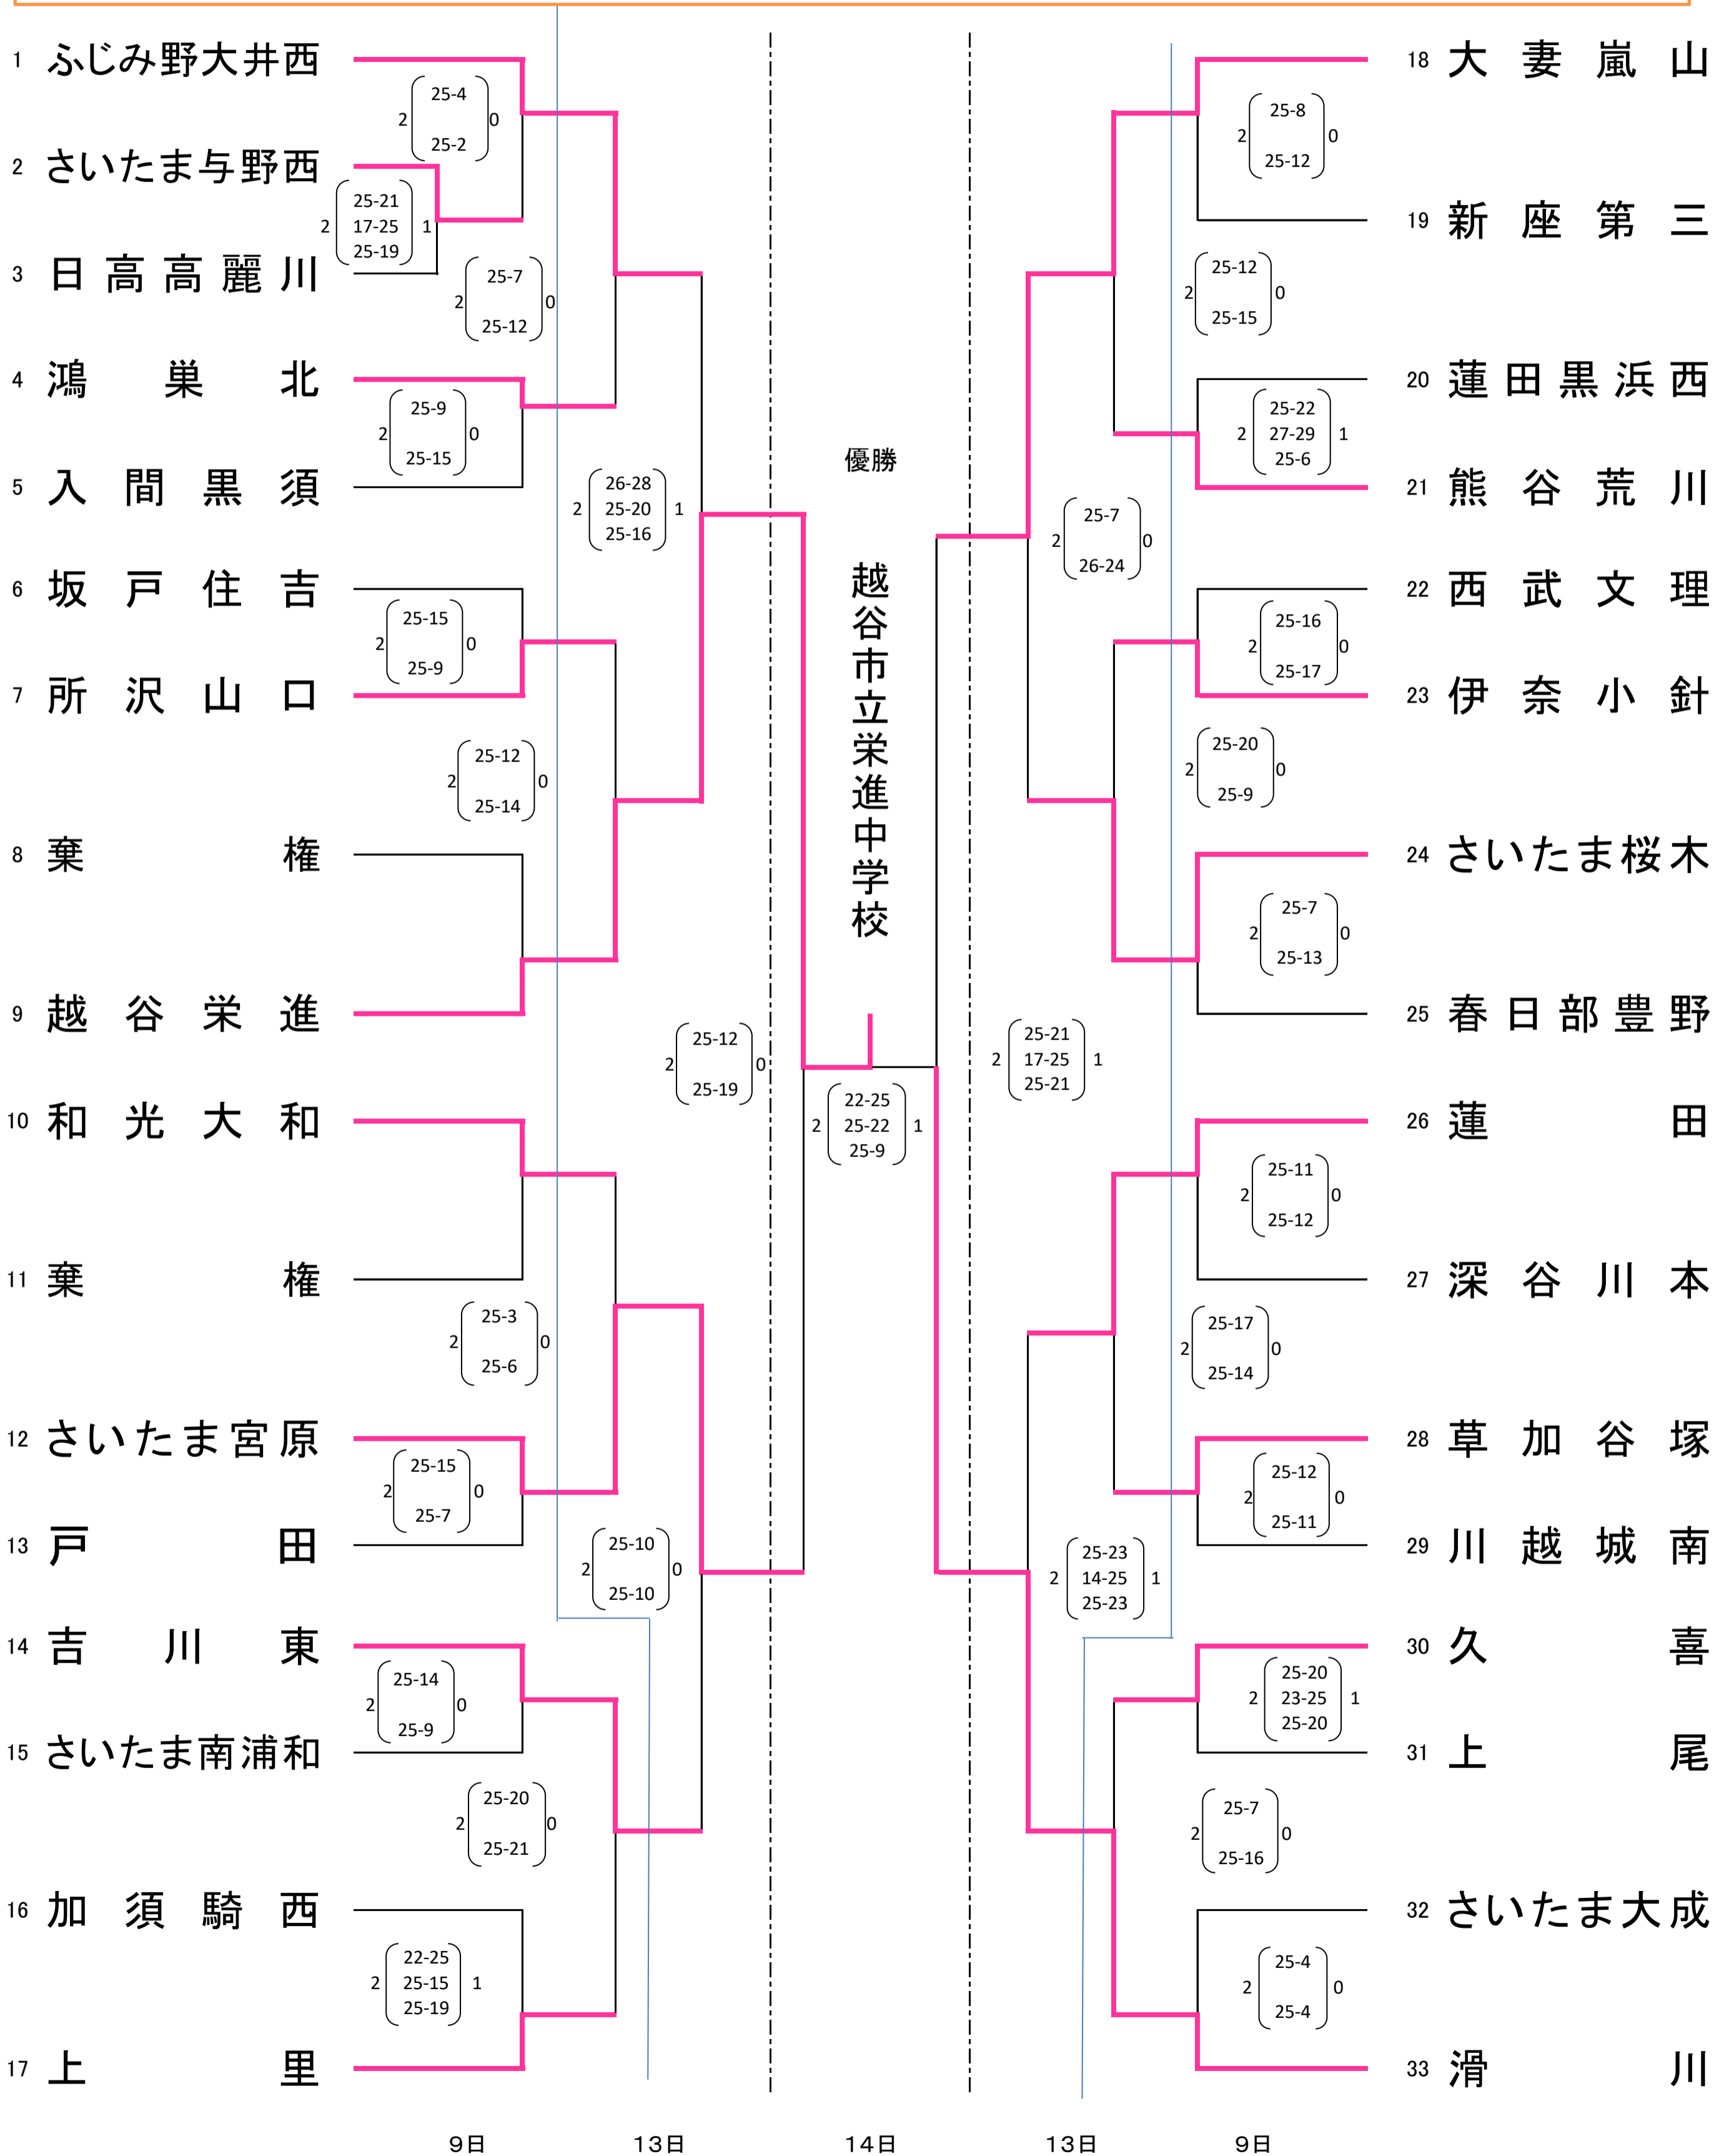 1 ふじみ野大井西
2 さいたま与野西
3 日高高麗川
4 鴻巣北
5 入間黒須
6 坂戸住吉
7 所沢山口
8 棄権
9 越谷栄進
10 和光大和
11 棄権
12 さいたま宮原
13 戸田
14 吉川東
15 さいたま南浦和
16 加須騎西
17 上里
25-4
2 0
25-2
25-21
2 17-25 1
25-19
25-7
2 0
25-12
25-9
2 0
25-15
26-28
2 25-20 1
25-16
25-15
2 0
25-9
25-12
2 0
25-14
25-12
2 0
25-19
25-3
2 0
25-6
25-15
2 0
25-7
25-10
2 0
25-10
25-14
2 0
25-9
25-20
2 0
25-21
22-25
2 25-15 1
25-19
優勝
越谷市立栄進中学校
22-25
2 25-22 1
25-9
18 大妻嵐山
19 新座第三
20 蓮田黒浜西
21 熊谷荒川
22 西武文理
23 伊奈小針
24 さいたま桜木
25 春日部豊野
26 蓮田
27 深谷川本
28 草加谷塚
29 川越城南
30 久喜
31 上尾
32 さいたま大成
33 滑川
25-8
2 0
25-12
25-12
2 0
25-15
25-22
2 27-29 1
25-6
25-7
2 0
26-24
25-16
2 0
25-17
25-20
2 0
25-9
25-7
2 0
25-13
25-21
2 17-25 1
25-21
25-11
2 0
25-12
25-17
2 0
25-14
25-12
2 0
25-11
25-23
2 14-25 1
25-23
25-20
2 23-25 1
25-20
25-7
2 0
25-16
25-4
2 0
25-4
9日 13日 14日 13日 9日